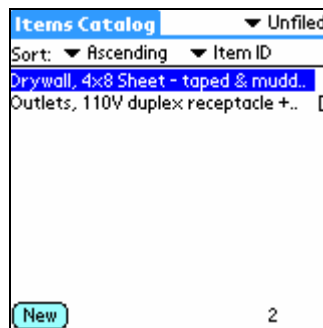 Items Catalog Unfiled
Sort: Ascending Item ID
Drywall, 4x8 Sheet - taped & mudd..
Outlets, 110V duplex receptacle +..
New 2